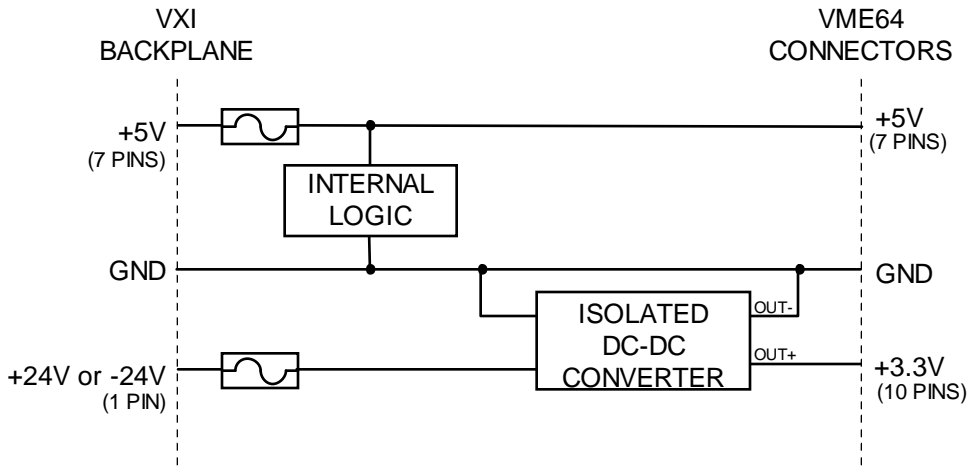 VXI
BACKPLANE
VME64
CONNECTORS
+5V
(7 PINS)
+5V
(7 PINS)
INTERNAL
LOGIC
GND
GND
ISOLATED
DC-DC
CONVERTER
OUT-
OUT+
+24V or -24V
(1 PIN)
+3.3V
(10 PINS)